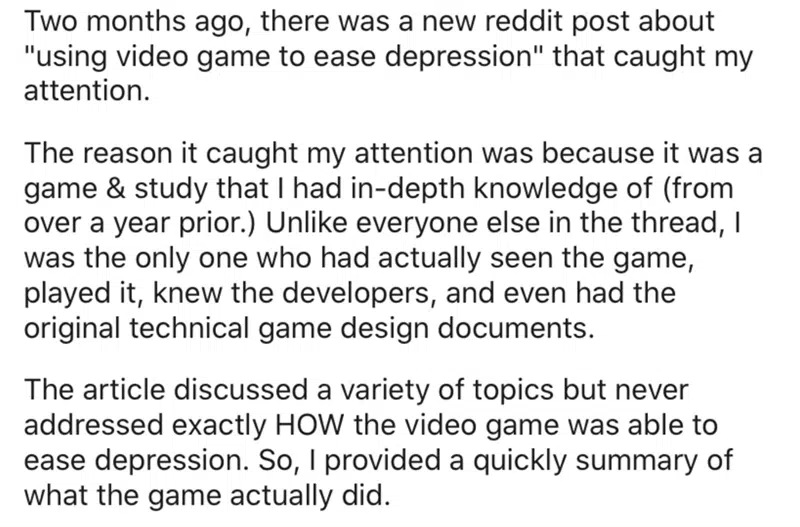 Two months ago, there was a new reddit post about
"using video game to ease depression" that caught my
attention.
The reason it caught my attention was because it was a
game & study that I had in-depth knowledge of (from
over a year prior.) Unlike everyone else in the thread, I
was the only one who had actually seen the game,
played it, knew the developers, and even had the
original technical game design documents.
The article discussed a variety of topics but never
addressed exactly HOW the video game was able to
ease depression. So, I provided a quickly summary of
what the game actually did.